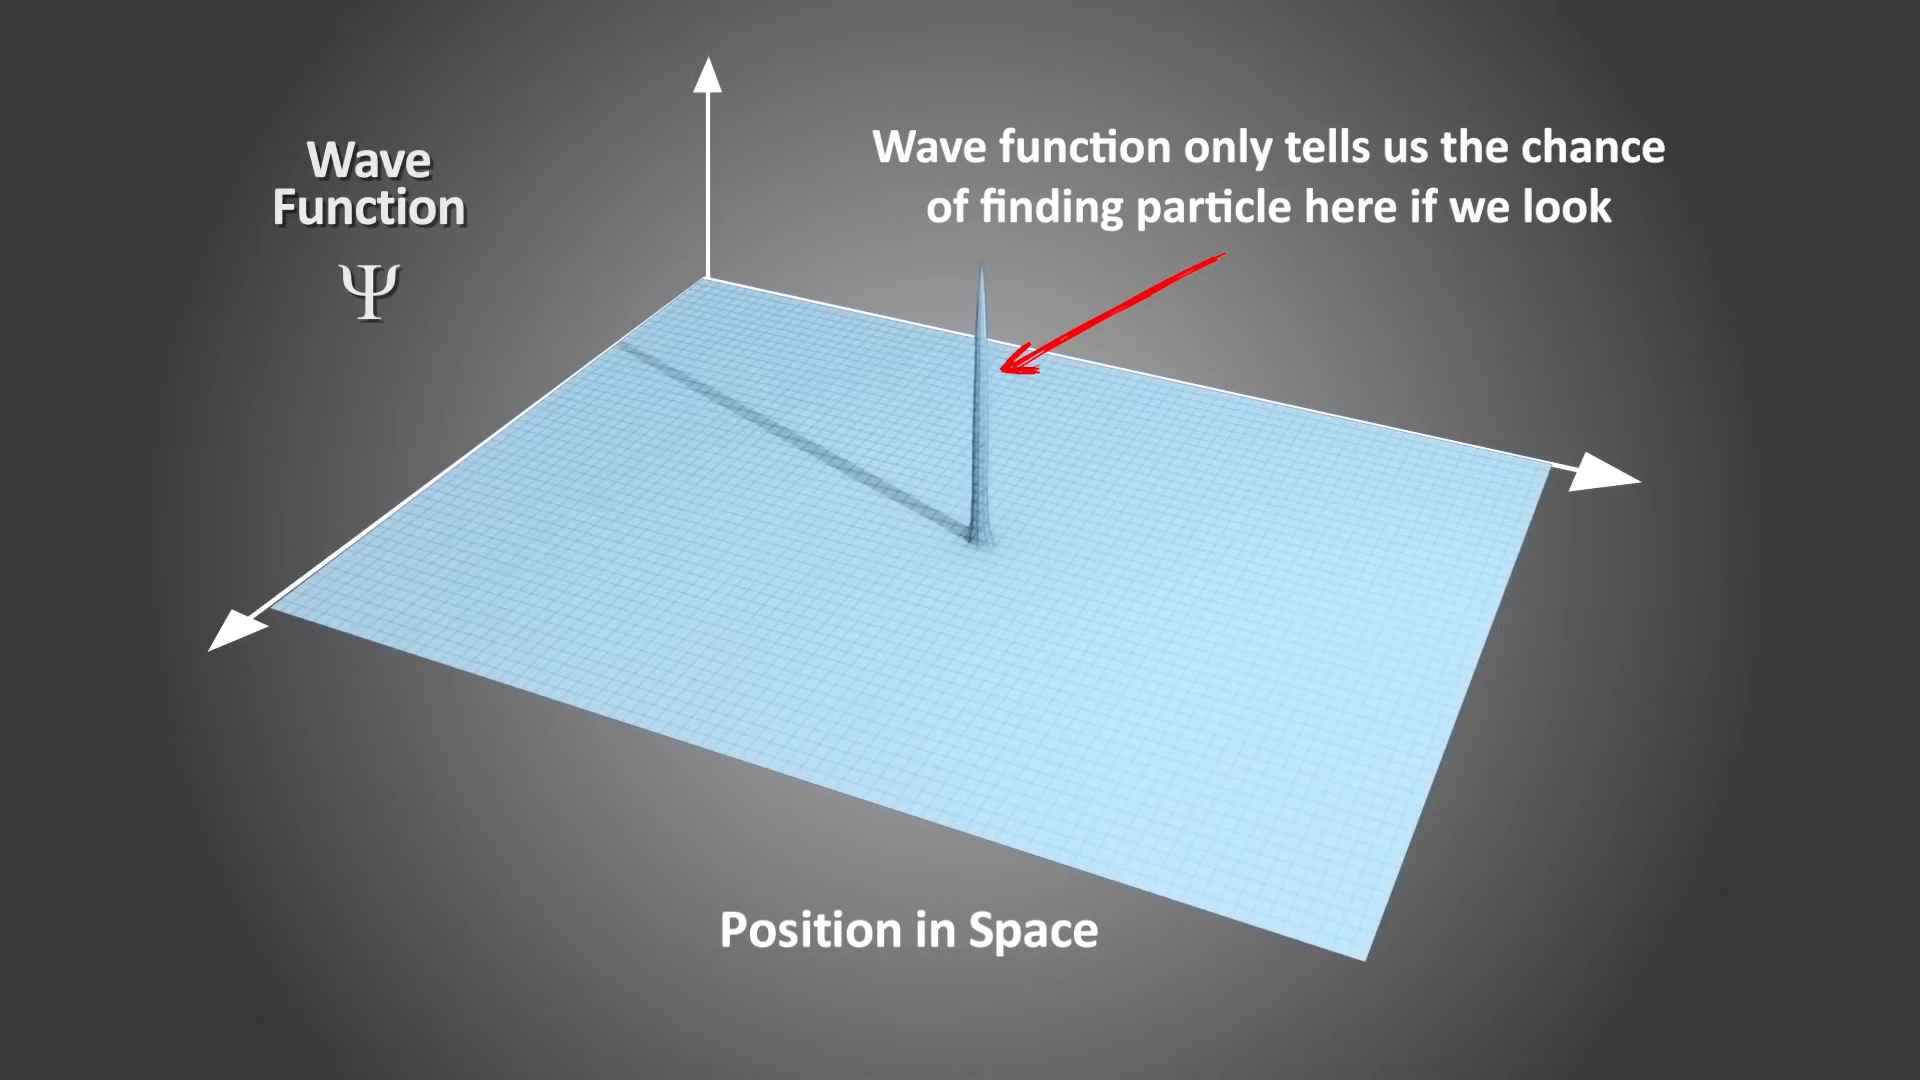 Wave
Function
Ψ
Wave function only tells us the chance
of finding particle here if we look
Position in Space